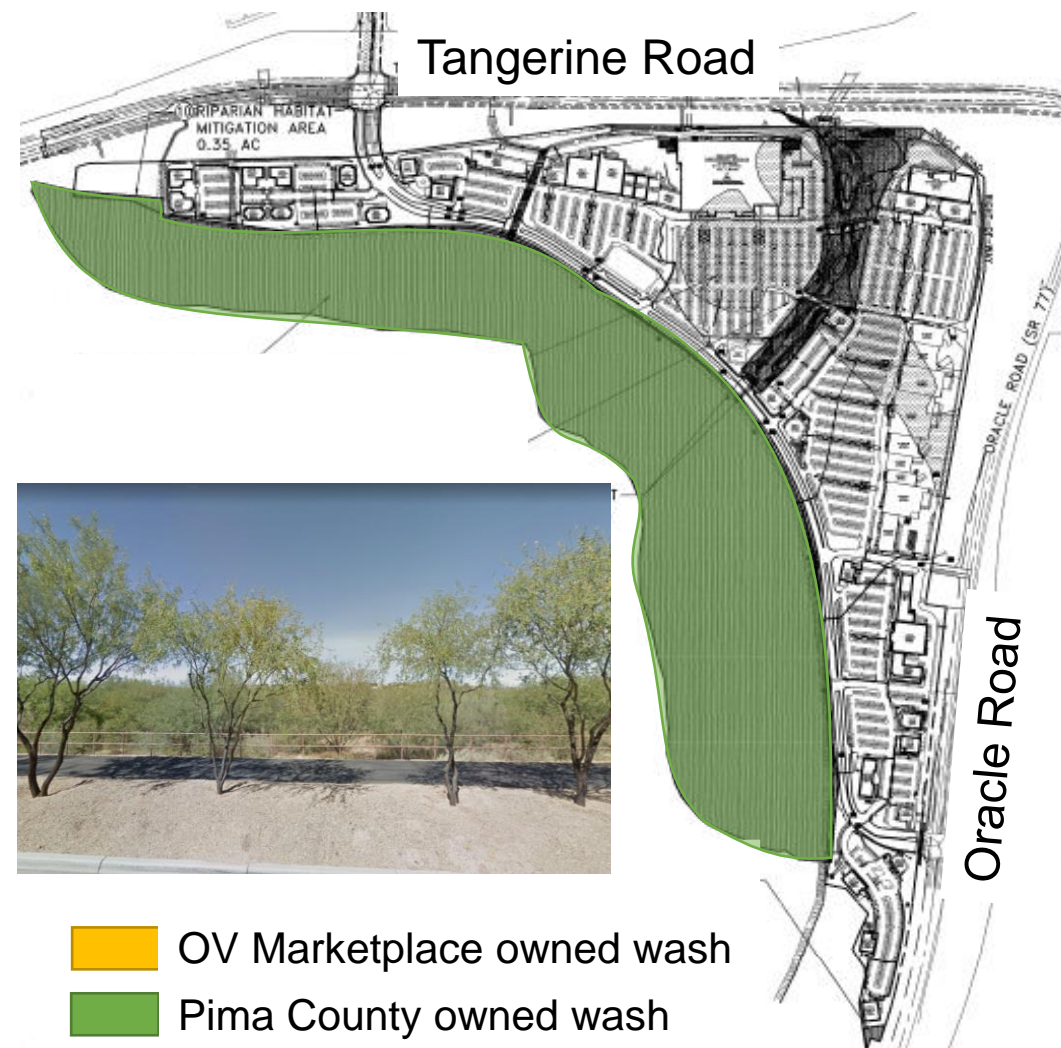 Tangerine Road
RIPARIAN HABITAT
MITIGATION AREA
0.35 AC
ORACLE ROAD (SR 77)
Oracle Road
T
OV Marketplace owned wash
Pima County owned wash